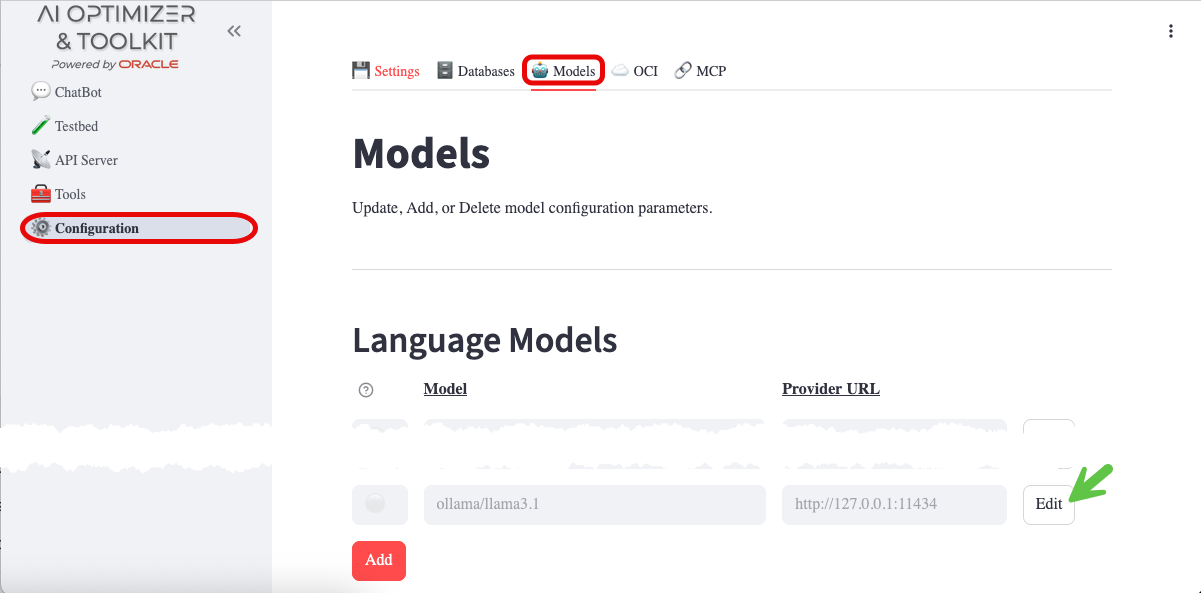 AI OPTIMIZER
& TOOLKIT
Powered by ORACLE
ChatBot
Testbed
API Server
Tools
Configuration
Settings Databases Models OCI MCP
Models
Update, Add, or Delete model configuration parameters.
Language Models
Model Provider URL
ollama/llama3.1 http://127.0.0.1:11434 Edit
Add